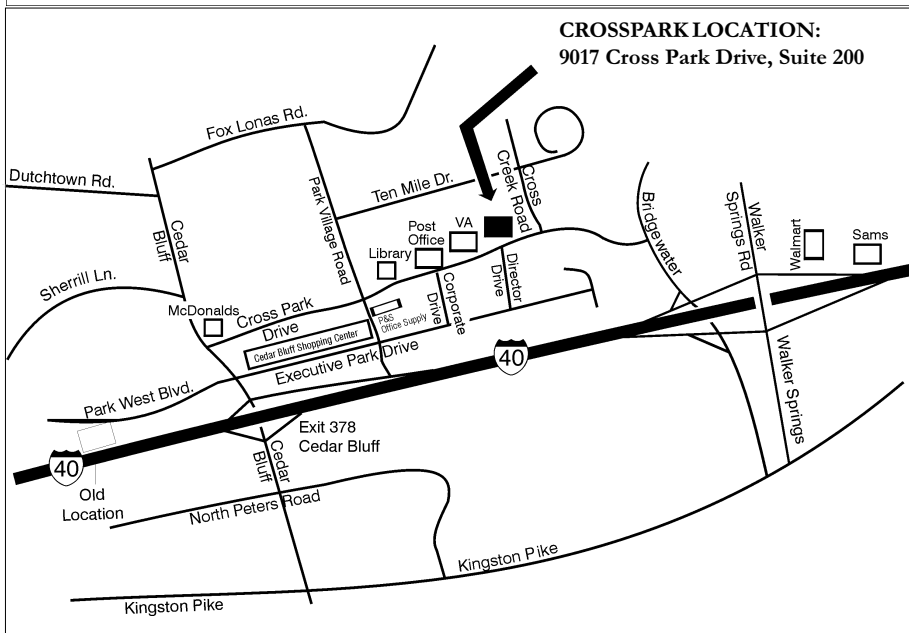 CROSSPARK LOCATION:
9017 Cross Park Drive, Suite 200
Fox Lonas Rd.
Dutchtown Rd.
Cedar
Bluff
Park Village Road
Ten Mile Dr.
Cross
Creek Road
Bridgewater
Walker
Springs Rd
Walmart
Sams
VA
Post
Office
Library
Sherrill Ln.
McDonalds
Cross Park
Drive
Cedar Bluff Shopping Center
P&S
Office Supply
Corporate
Drive
Director
Drive
Executive Park Drive
40
Park West Blvd.
Exit 378
Cedar Bluff
Cedar
Bluff
Walker Springs
40
Old
Location
North Peters Road
Kingston Pike
Kingston Pike